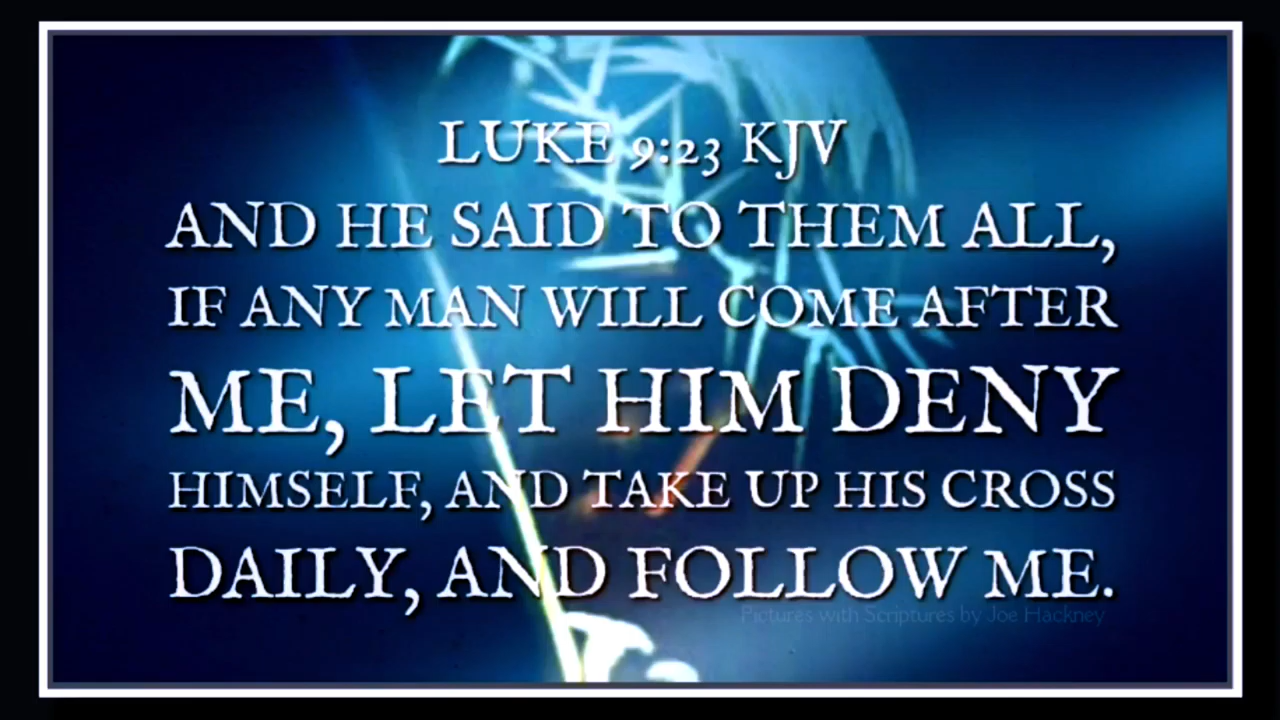 LUKE 9:23 KJV
AND HE SAID TO THEM ALL,
IF ANY MAN WILL COME AFTER
ME, LET HIM DENY
HIMSELF, AND TAKE UP HIS CROSS
DAILY, AND FOLLOW ME.
Pictures with Scriptures by Joe Hackney